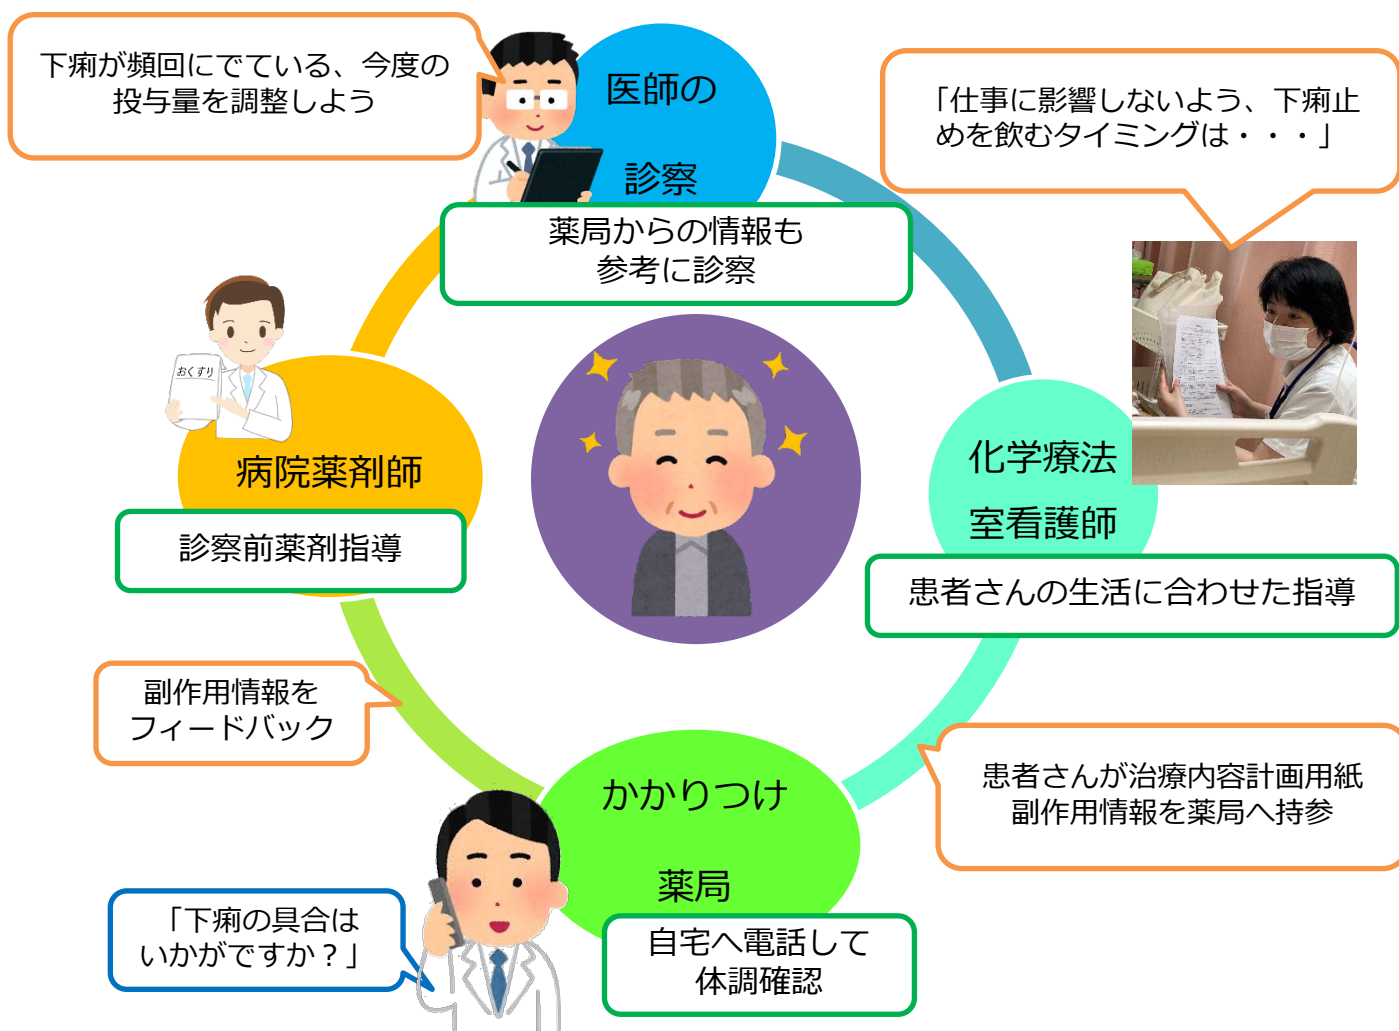 下痢が頻回にでている、今度の
投与量を調整しよう
医師の
診察
薬局からの情報も
参考に診察
「仕事に影響しないよう、下痢止
めを飲むタイミングは・・・」
おくすり
病院薬剤師
診察前薬剤指導
化学療法
室看護師
患者さんの生活に合わせた指導
副作用情報を
フィードバック
患者さんが治療内容計画用紙
副作用情報を薬局へ持参
かかりつけ
薬局
「下痢の具合は
いかがですか？」
自宅へ電話して
体調確認